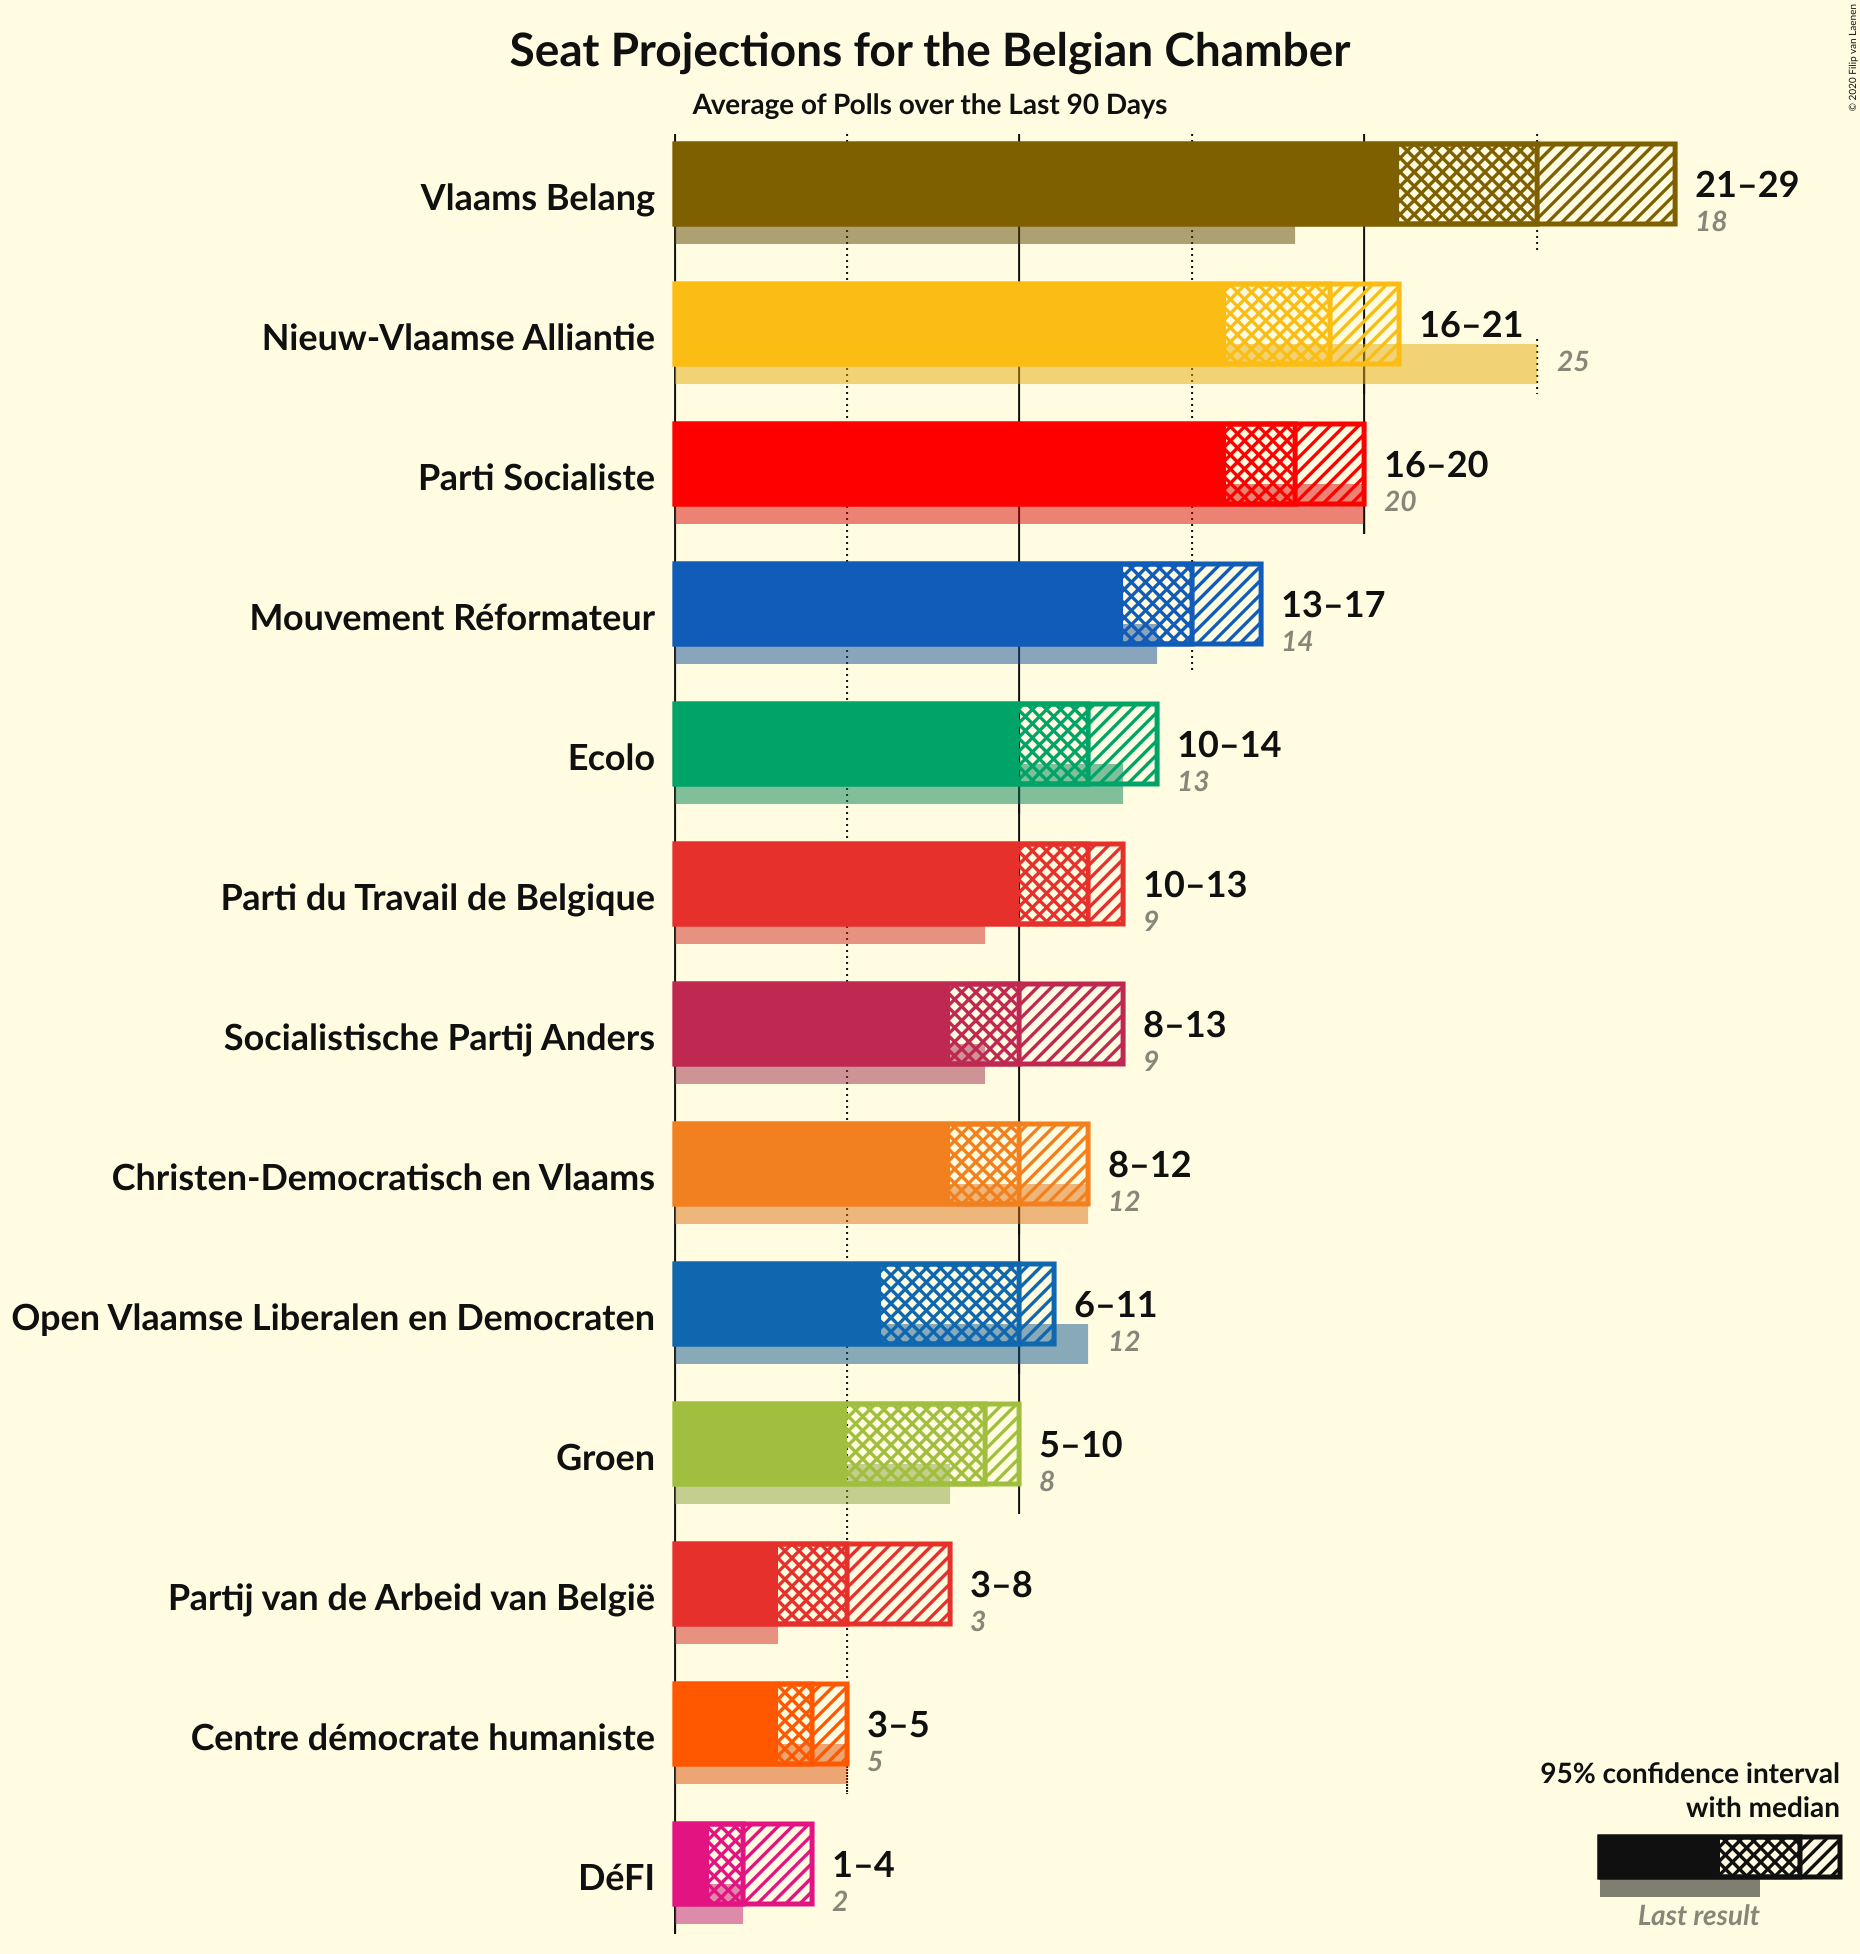 Seat Projections for the Belgian Chamber
Average of Polls over the Last 90 Days
© 2020 Filip van Laenen
Vlaams Belang
21–29
18
Nieuw-Vlaamse Alliantie
16–21
25
Parti Socialiste
16–20
20
Mouvement Réformateur
13–17
14
Ecolo
10–14
13
Parti du Travail de Belgique
10–13
9
Socialistische Partij Anders
8–13
9
Christen-Democratisch en Vlaams
8–12
12
Open Vlaamse Liberalen en Democraten
6–11
12
Groen
5–10
8
Partij van de Arbeid van België
3–8
3
Centre démocrate humaniste
3–5
5
DéFI
1–4
2
95% confidence interval
with median
Last result